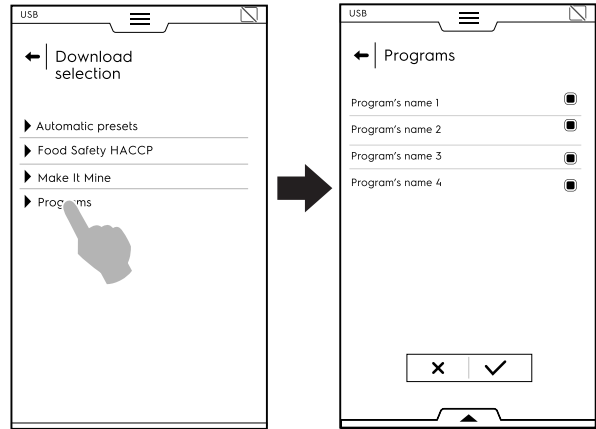 USB
Download
selection
Automatic presets
Food Safety HACCP
Make It Mine
Programs
USB
Programs
Program's name 1
Program's name 2
Program's name 3
Program's name 4